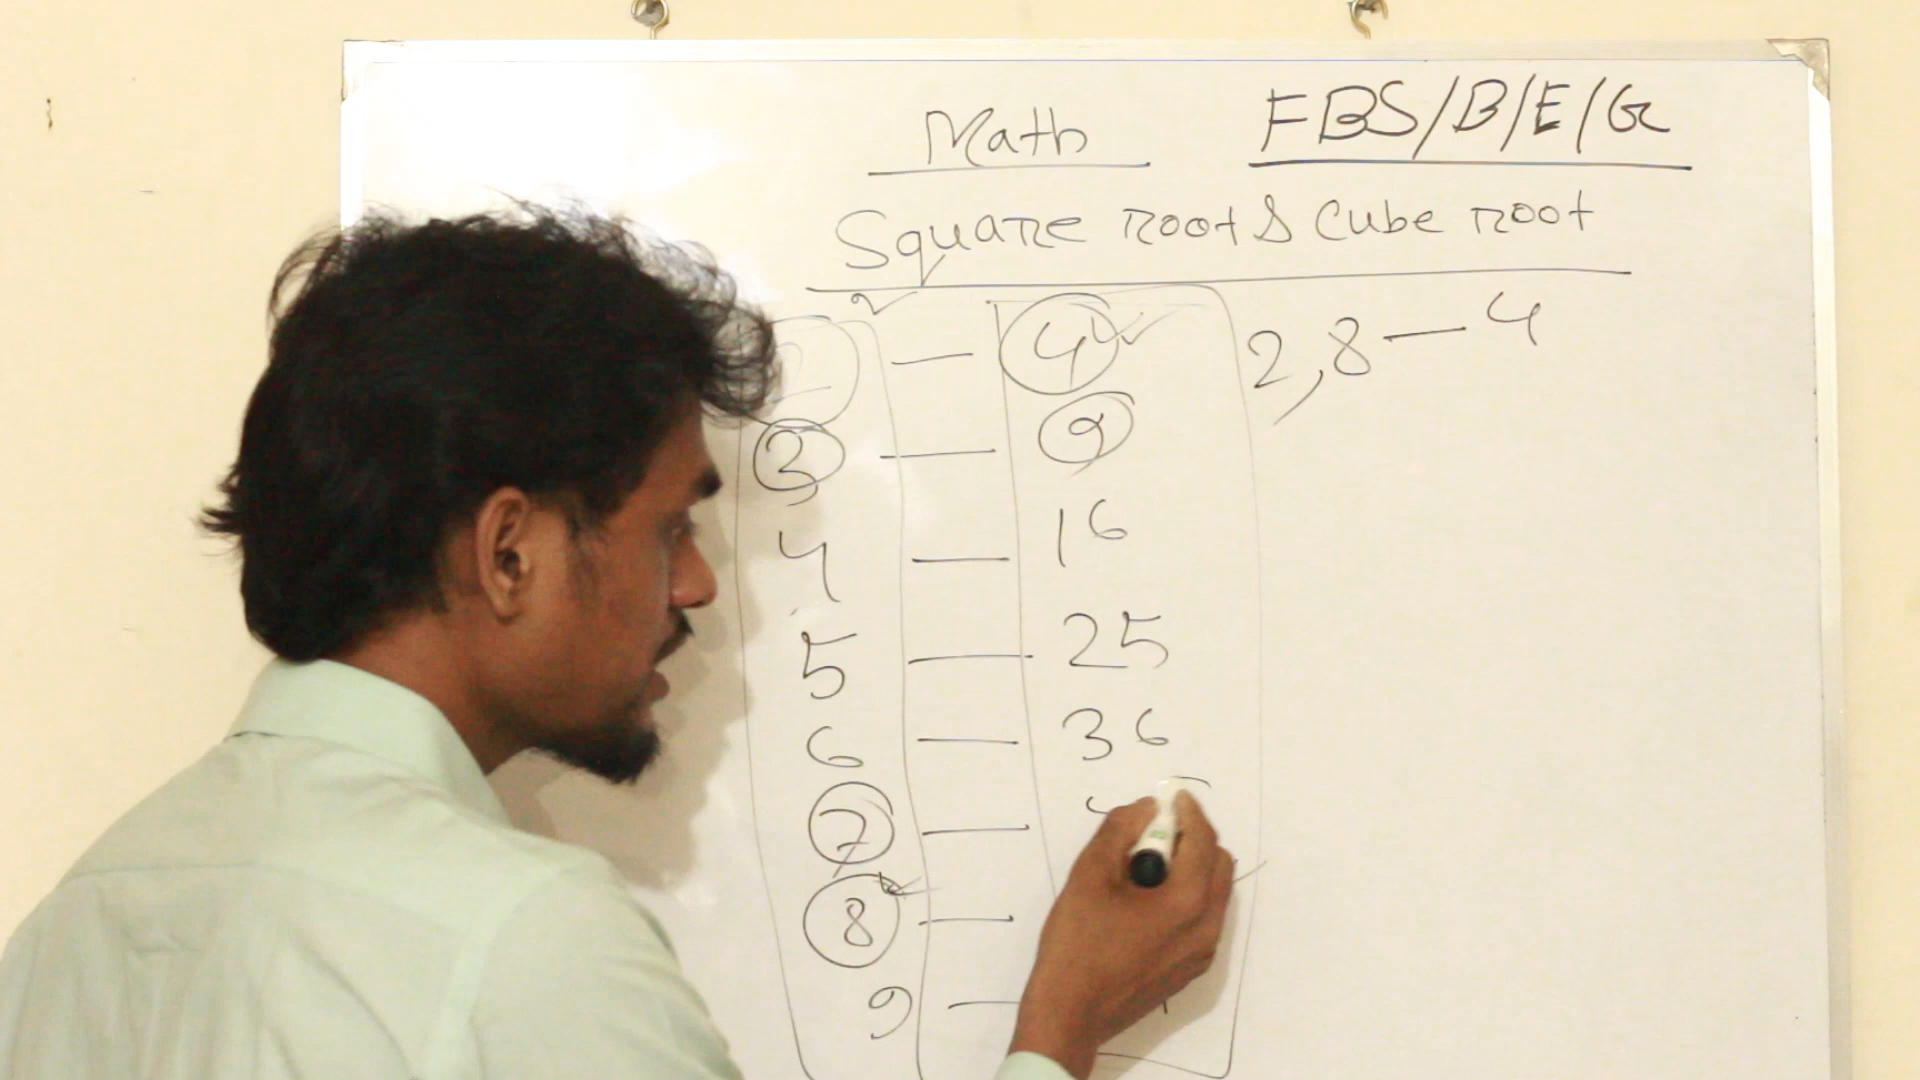 Math FBS/B/E/G
Square root & Cube root
2 — 4 2,8 — 4
3 — 9
4 — 16
5 — 25
6 — 36
7 —
8 —
9 —